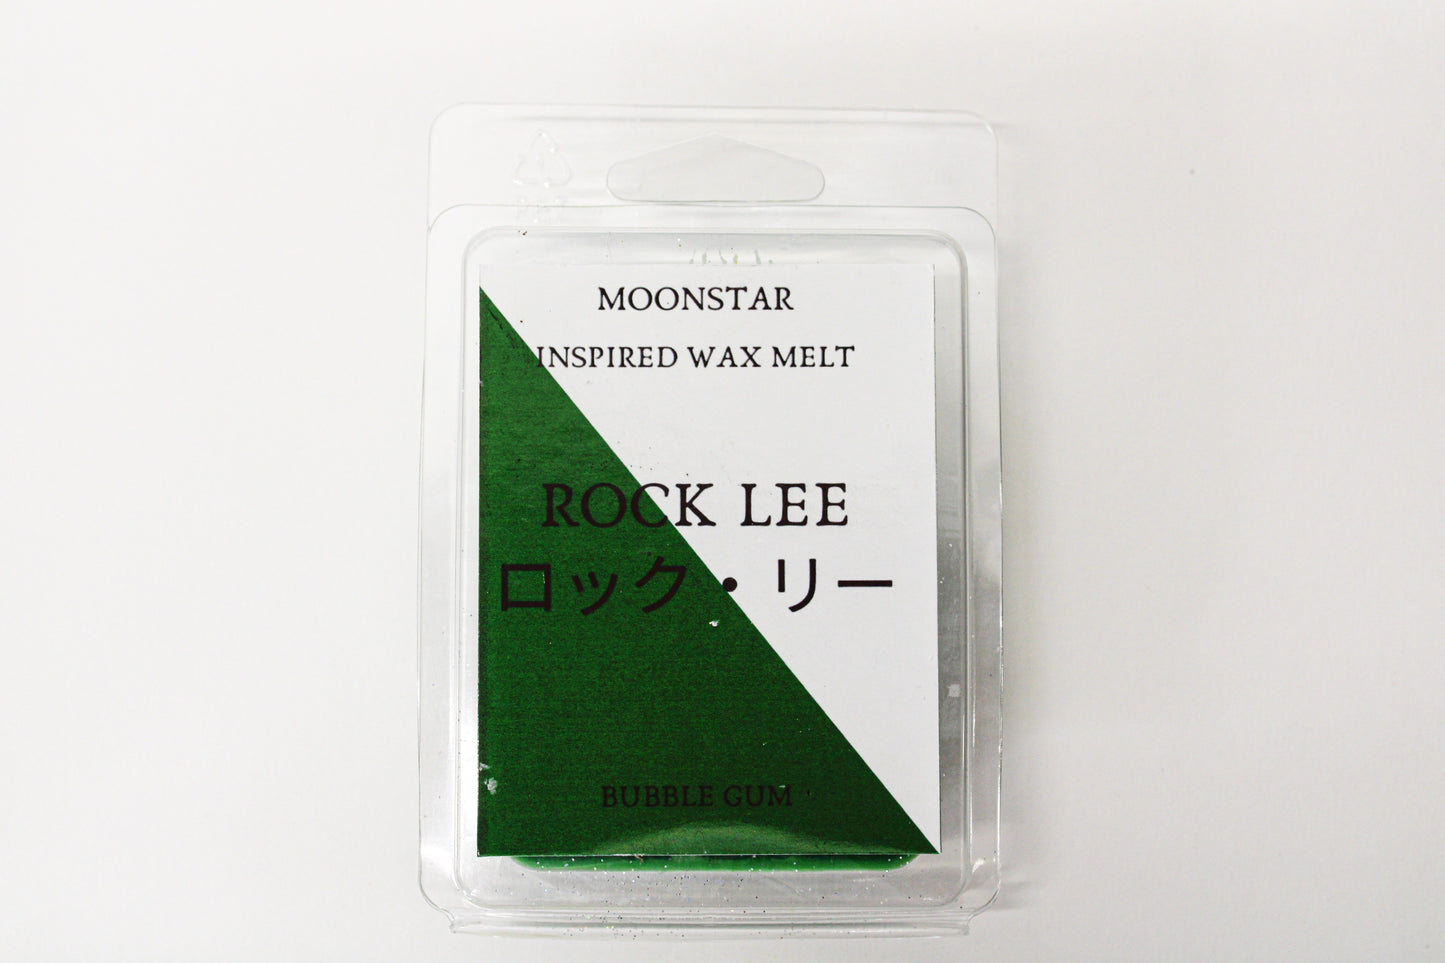 MOONSTAR
INSPIRED WAX MELT
ROCK LEE
ロック・リー
BUBBLE GUM